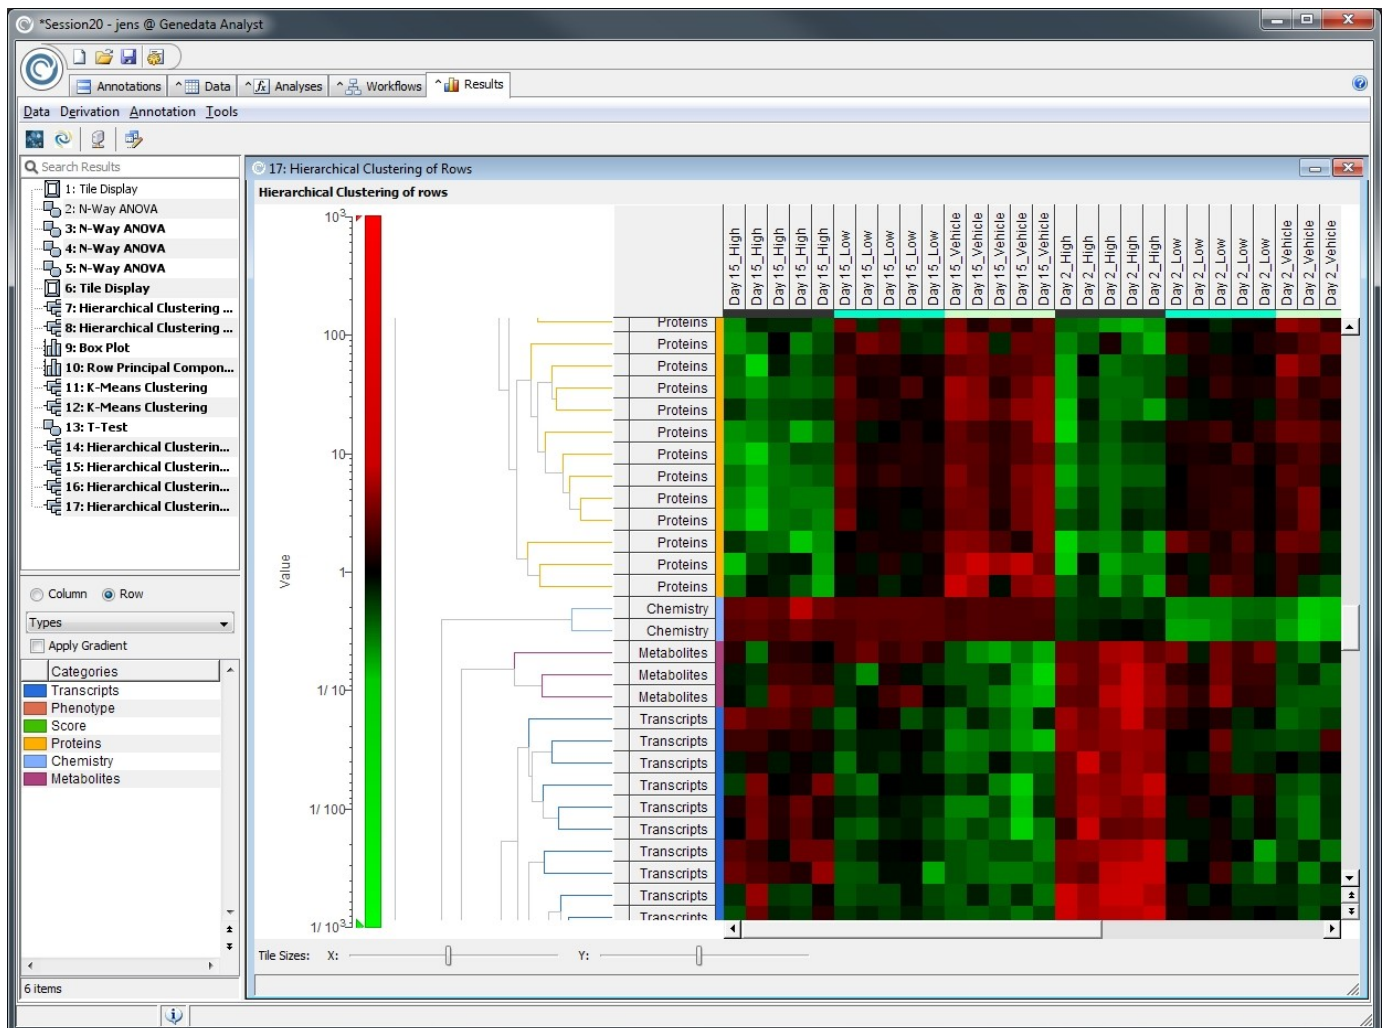 *Session20 - jens @ Genedata Analyst
Annotations
Data
Analyses
Workflows
Results
Data Derivation Annotation Tools
Search Results
1: Tile Display
2: N-Way ANOVA
3: N-Way ANOVA
4: N-Way ANOVA
5: N-Way ANOVA
6: Tile Display
7: Hierarchical Clustering ...
8: Hierarchical Clustering ...
9: Box Plot
10: Row Principal Compon...
11: K-Means Clustering
12: K-Means Clustering
13: T-Test
14: Hierarchical Clusterin...
15: Hierarchical Clusterin...
16: Hierarchical Clusterin...
17: Hierarchical Clusterin...
Column Row
Types
Apply Gradient
Categories
Transcripts
Phenotype
Score
Proteins
Chemistry
Metabolites
6 items
17: Hierarchical Clustering of Rows
Hierarchical Clustering of rows
10³
100
10
1
1/ 10
1/ 100
1/ 10³
Value
Day 15_High
Day 15_High
Day 15_High
Day 15_High
Day 15_High
Day 15_Low
Day 15_Low
Day 15_Low
Day 15_Low
Day 15_Low
Day 15_Vehicle
Day 15_Vehicle
Day 15_Vehicle
Day 15_Vehicle
Day 15_Vehicle
Day 2_High
Day 2_High
Day 2_High
Day 2_High
Day 2_High
Day 2_Low
Day 2_Low
Day 2_Low
Day 2_Low
Day 2_Low
Day 2_Vehicle
Day 2_Vehicle
Day 2_Vehicle
Proteins
Proteins
Proteins
Proteins
Proteins
Proteins
Proteins
Proteins
Proteins
Proteins
Proteins
Proteins
Proteins
Chemistry
Chemistry
Metabolites
Metabolites
Metabolites
Transcripts
Transcripts
Transcripts
Transcripts
Transcripts
Transcripts
Transcripts
Transcripts
Transcripts
Transcripts
Tile Sizes: X: Y: